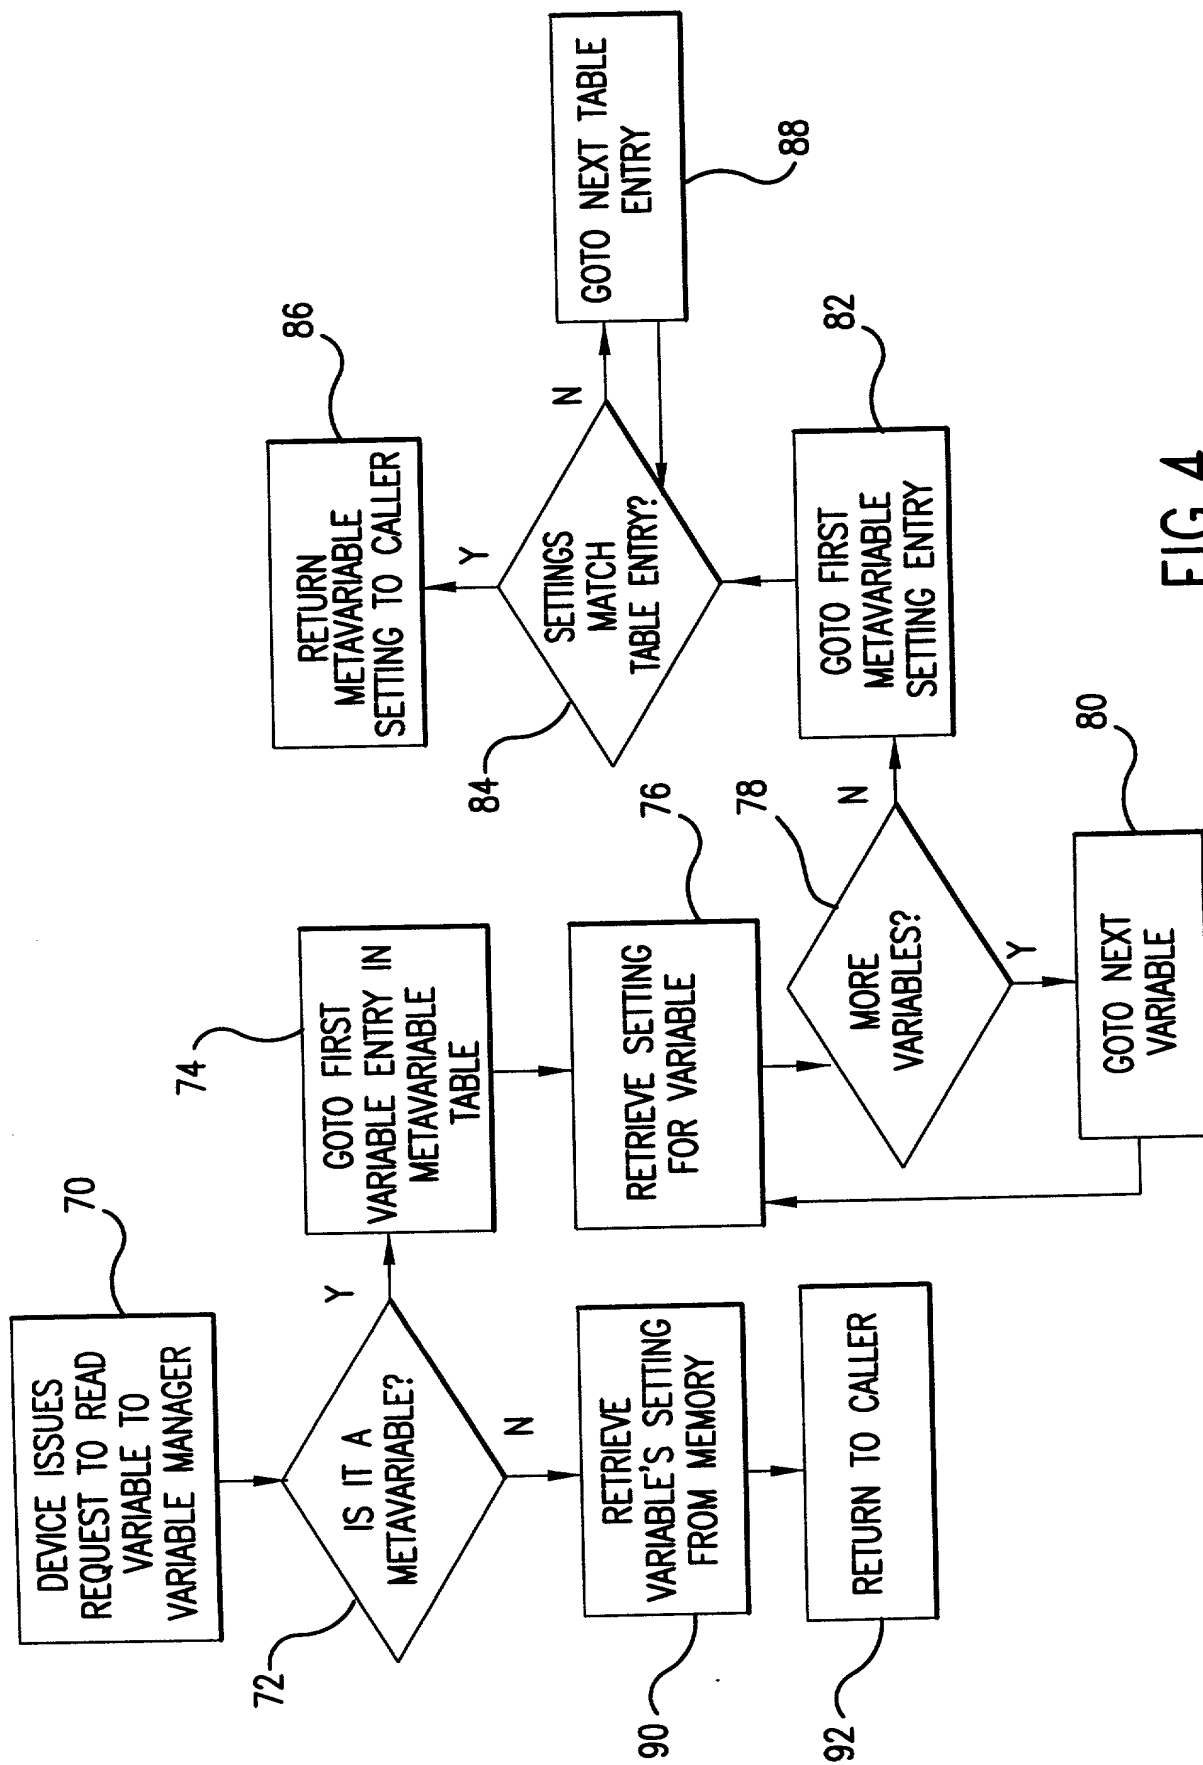 70
DEVICE ISSUES
REQUEST TO READ
VARIABLE TO
VARIABLE MANAGER
72
IS IT A
METAVARIABLE?
Y
N
74
GOTO FIRST
VARIABLE ENTRY IN
METAVARIABLE
TABLE
90
RETRIEVE
VARIABLE'S SETTING
FROM MEMORY
92
RETURN TO CALLER
76
RETRIEVE SETTING
FOR VARIABLE
78
MORE
VARIABLES?
N
Y
80
GOTO NEXT
VARIABLE
82
GOTO FIRST
METAVARIABLE
SETTING ENTRY
84
SETTINGS
MATCH
TABLE ENTRY?
Y
N
86
RETURN
METAVARIABLE
SETTING TO CALLER
88
GOTO NEXT TABLE
ENTRY
FIG 4